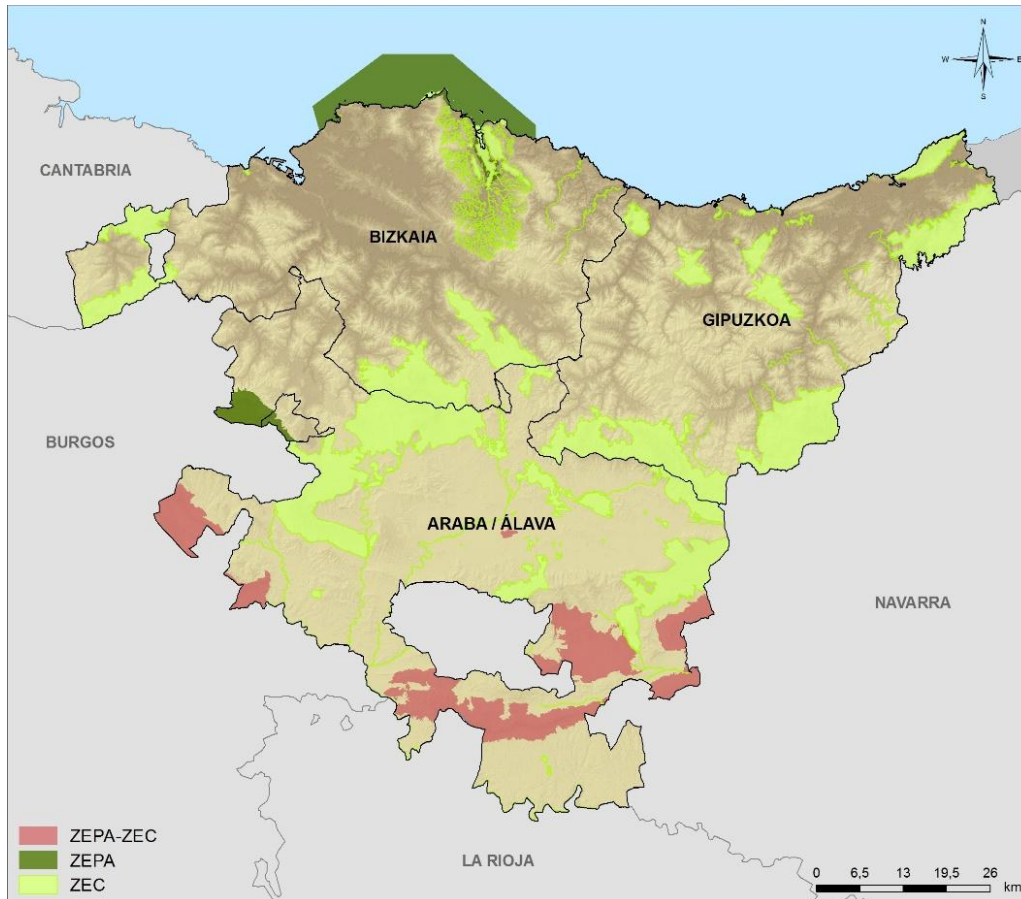 N
W E
S
CANTABRIA
BIZKAIA
GIPUZKOA
BURGOS
ARABA / ÁLAVA
NAVARRA
ZEPA-ZEC
ZEPA
ZEC
LA RIOJA
0 6,5 13 19,5 26
km